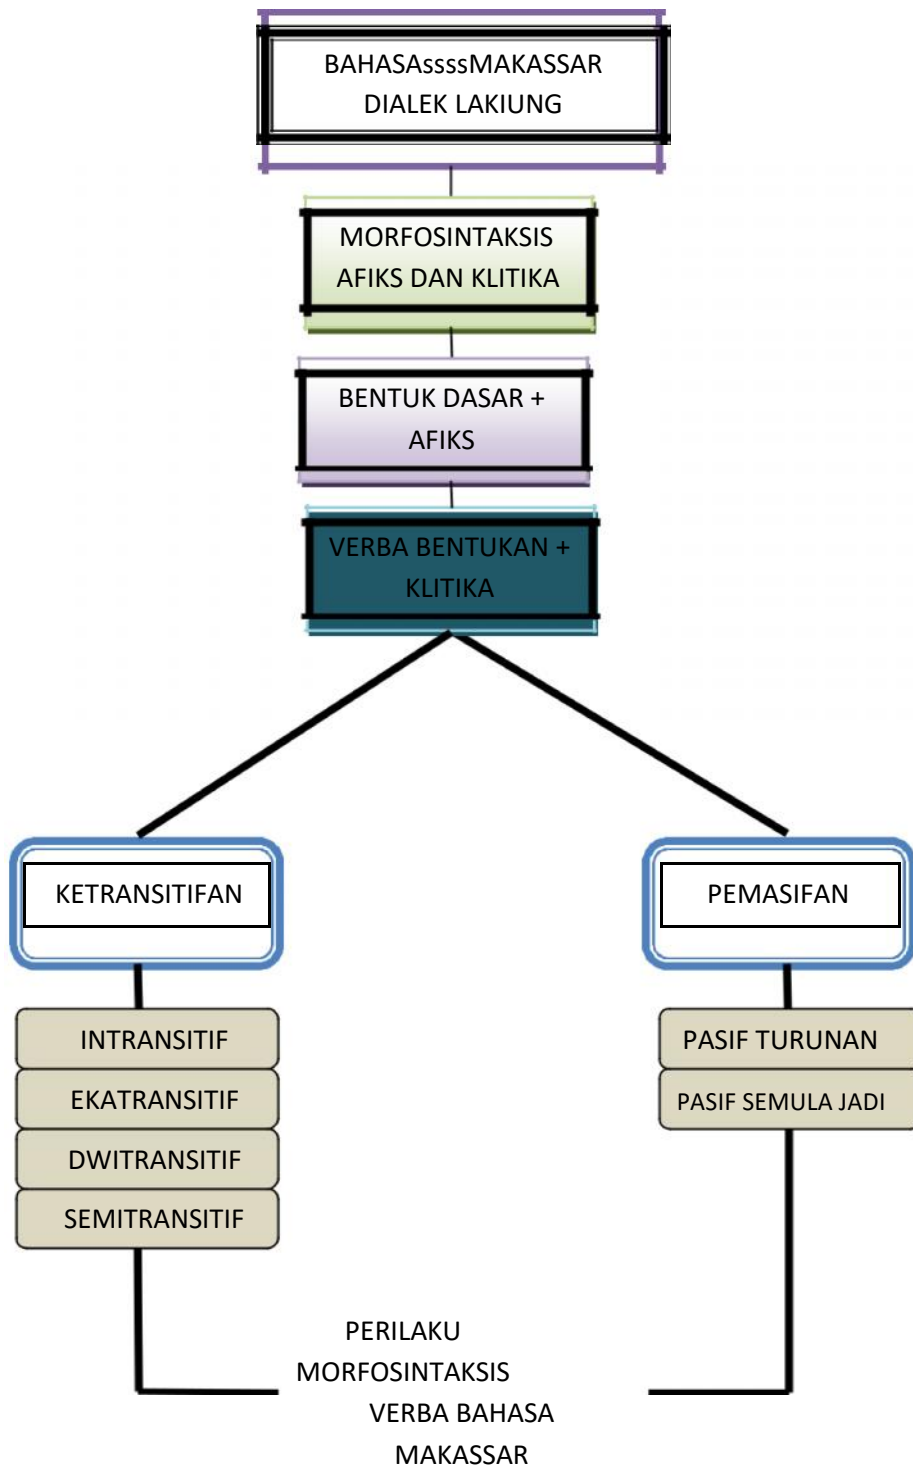 BAHASAssssMAKASSAR
DIALEK LAKIUNG
MORFOSINTAKSIS
AFIKS DAN KLITIKA
BENTUK DASAR +
AFIKS
VERBA BENTUKAN +
KLITIKA
KETRANSITIFAN
INTRANSITIF
EKATRANSITIF
DWITRANSITIF
SEMITRANSITIF
PEMASIFAN
PASIF TURUNAN
PASIF SEMULA JADI
PERILAKU
MORFOSINTAKSIS
VERBA BAHASA
MAKASSAR